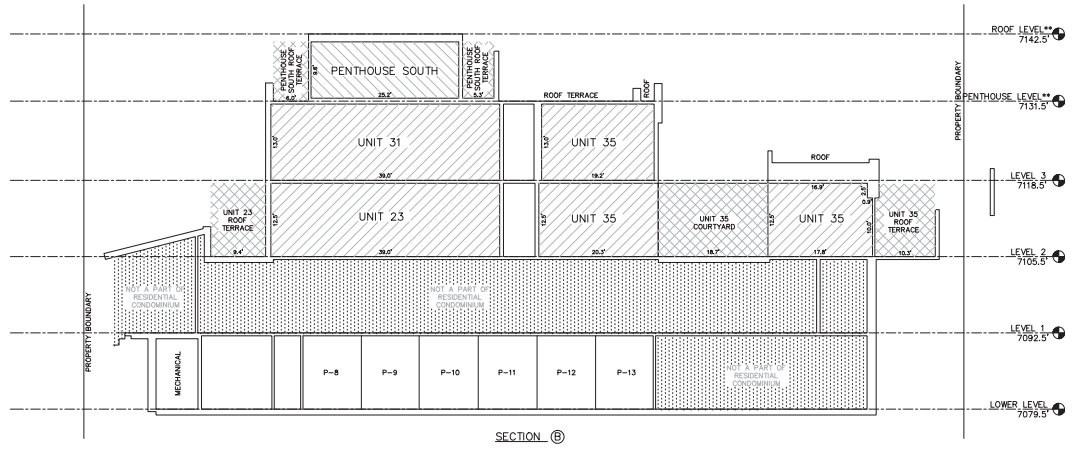 ROOF LEVEL**
7142.5'
PENTHOUSE
SOUTH ROOF
TERRACE
6.0'
9.8'
PENTHOUSE SOUTH
25.2'
PENTHOUSE
SOUTH ROOF
TERRACE
5.3'
ROOF TERRACE
ROOF
PROPERTY BOUNDARY
PENTHOUSE LEVEL**
7131.5'
13.0'
UNIT 31
39.0'
13.0'
UNIT 35
19.2'
ROOF
LEVEL 3
7118.5'
UNIT 23
ROOF
TERRACE
9.4'
12.5'
UNIT 23
39.0'
12.5'
UNIT 35
20.3'
UNIT 35
COURTYARD
18.7'
12.5'
16.9'
2.5'
0.9'
UNIT 35
10.0'
17.8'
UNIT 35
ROOF
TERRACE
10.3'
LEVEL 2
7105.5'
NOT A PART OF
RESIDENTIAL
CONDOMINIUM
NOT A PART OF
RESIDENTIAL
CONDOMINIUM
PROPERTY BOUNDARY
LEVEL 1
7092.5'
MECHANICAL
P-8
P-9
P-10
P-11
P-12
P-13
NOT A PART OF
RESIDENTIAL
CONDOMINIUM
LOWER LEVEL
7079.5'
SECTION B